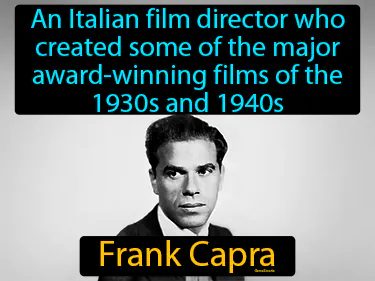 An Italian film director who
created some of the major
award-winning films of the
1930s and 1940s
Frank Capra